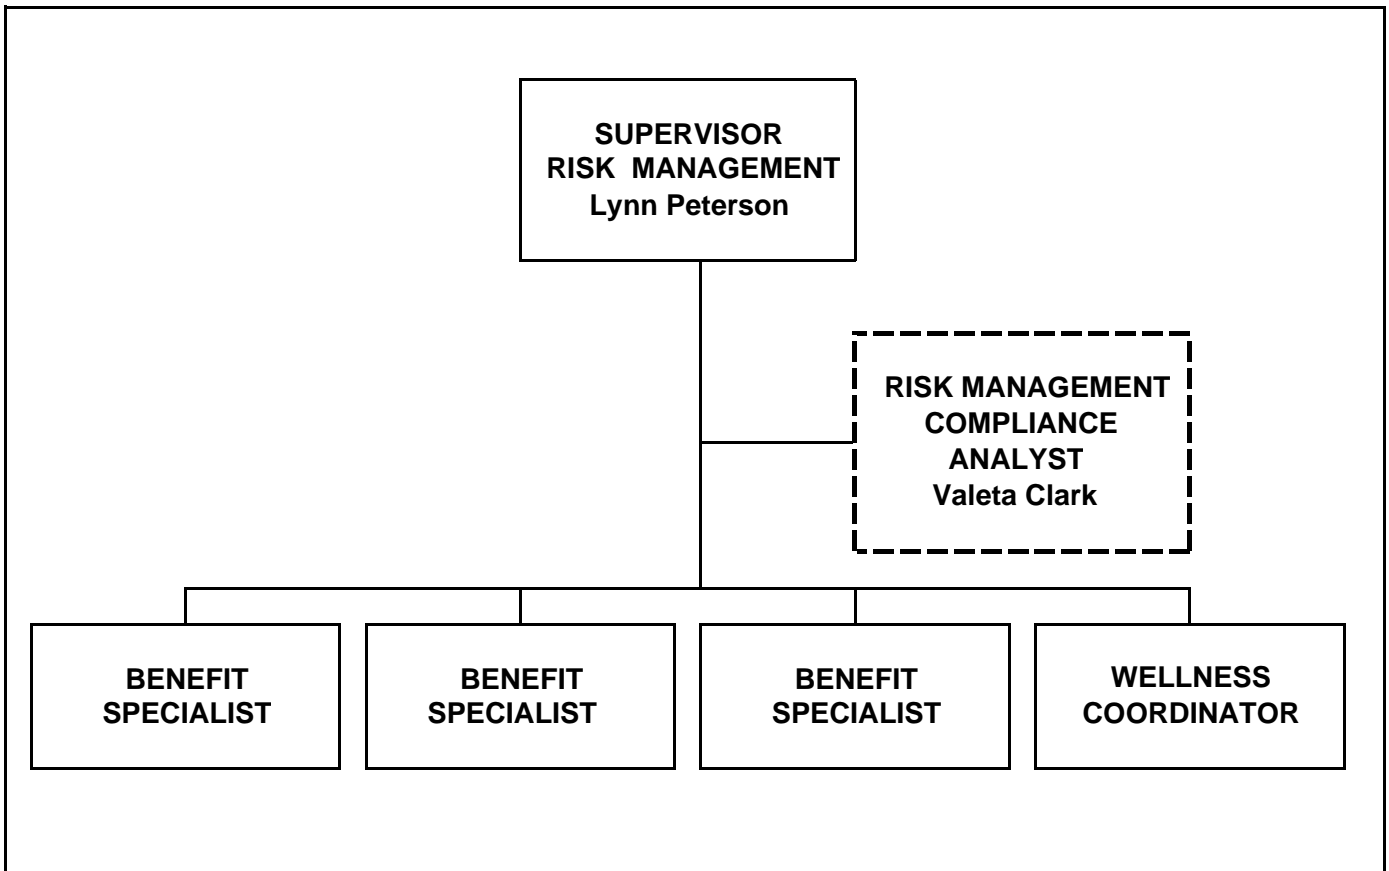 SUPERVISOR
RISK MANAGEMENT
Lynn Peterson
RISK MANAGEMENT
COMPLIANCE
ANALYST
Valeta Clark
BENEFIT
SPECIALIST
BENEFIT
SPECIALIST
BENEFIT
SPECIALIST
WELLNESS
COORDINATOR